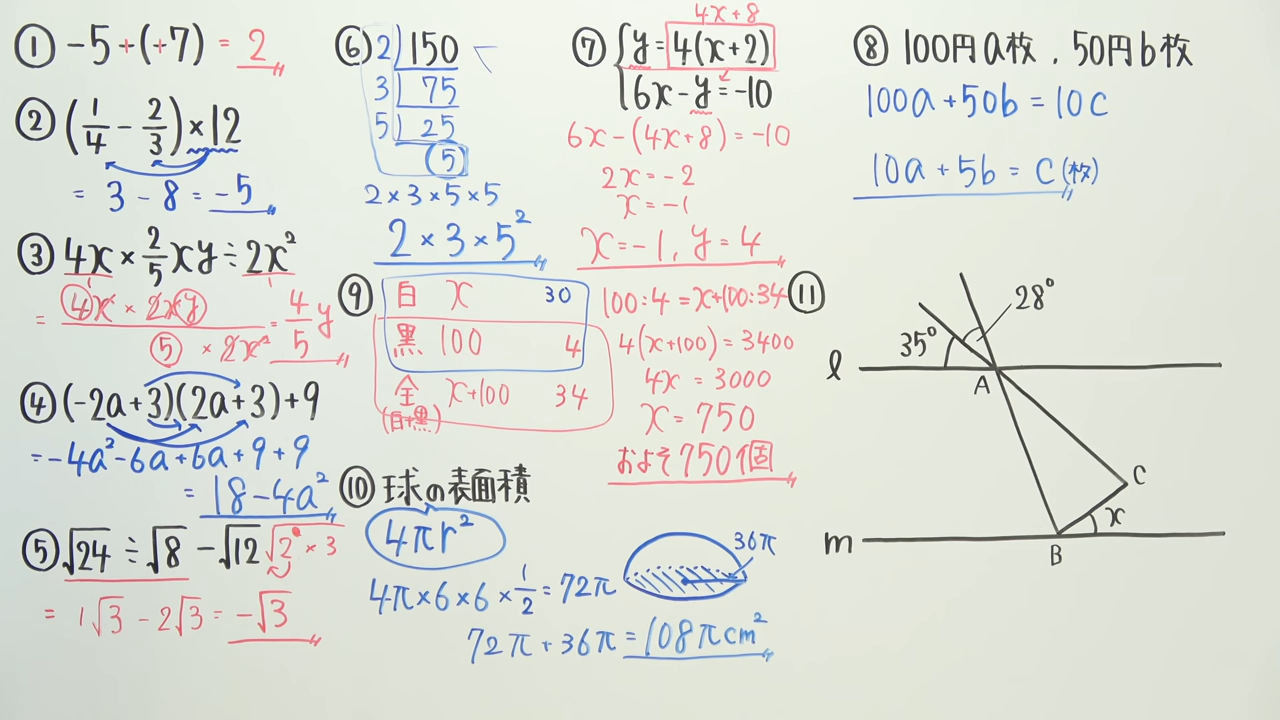 ① -5+(+7) = 2
② (1/4 - 2/3)×12
= 3 - 8 = -5
③ 4x × 2/5 xy ÷ 2x²
= 4x × 2xy / 5 × 2x² = 4/5 y
④ (-2a+3)(2a+3)+9
= -4a²-6a+6a+9+9
= 18-4a²
⑤ √24 ÷ √8 - √12 √2²×3
= 1√3 - 2√3 = -√3
⑥ 2 150
3 75
5 25
5
2×3×5×5
2×3×5²
4x+8
⑦ y=4(x+2)
6x-y=-10
6x-(4x+8)=-10
2x=-2
x=-1
x=-1, y=4
⑧ 100円a枚, 50円b枚
100a+50b=10c
10a+5b=c(枚)
⑨ 白 x 30
黒 100 4
全 x+100 34
(白+黒)
100:4=x+100:34
4(x+100)=3400
4x=3000
x=750
およそ750個
⑩ 球の表面積
4πr²
36π
4π×6×6×1/2=72π
72π+36π=108πcm²
⑪
28°
35°
ℓ
A
C
x
m
B